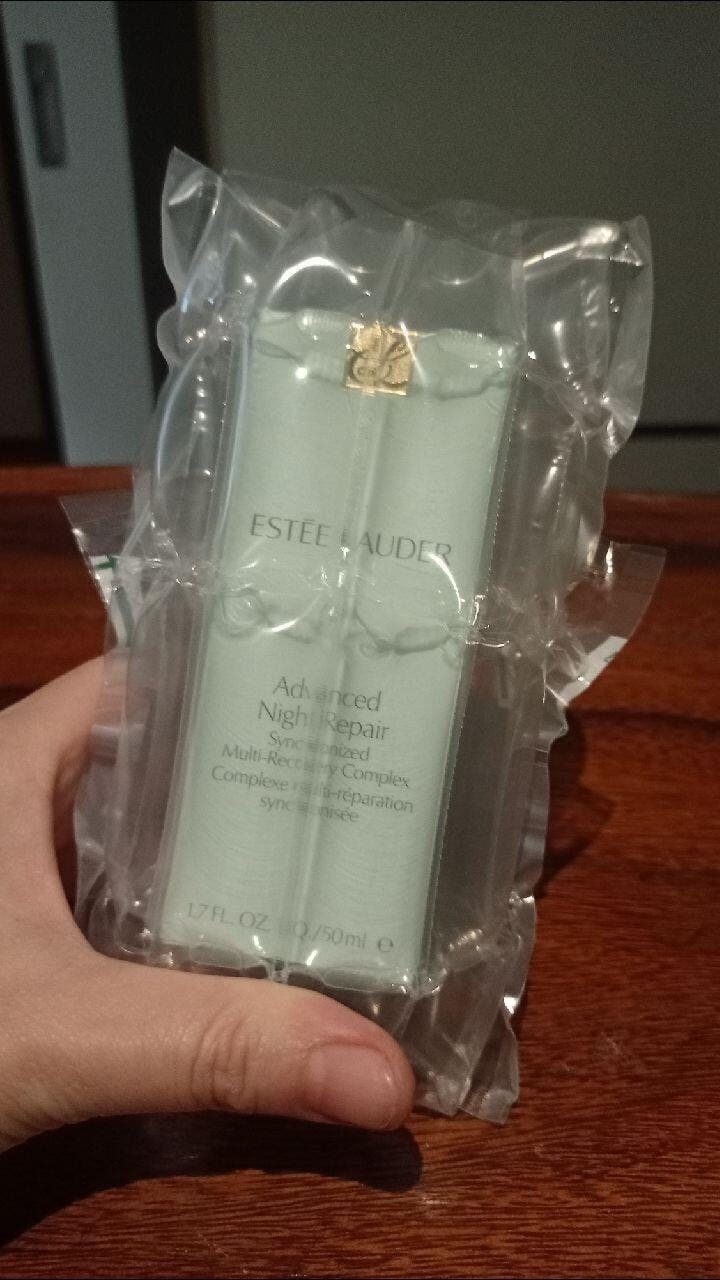 ESTĒE LAUDER
Advanced
Night Repair
Synchronized
Multi-Recovery Complex
Complexe multi-réparation
synchronisée
1.7 FL. OZ. LIQ./50ml ℮